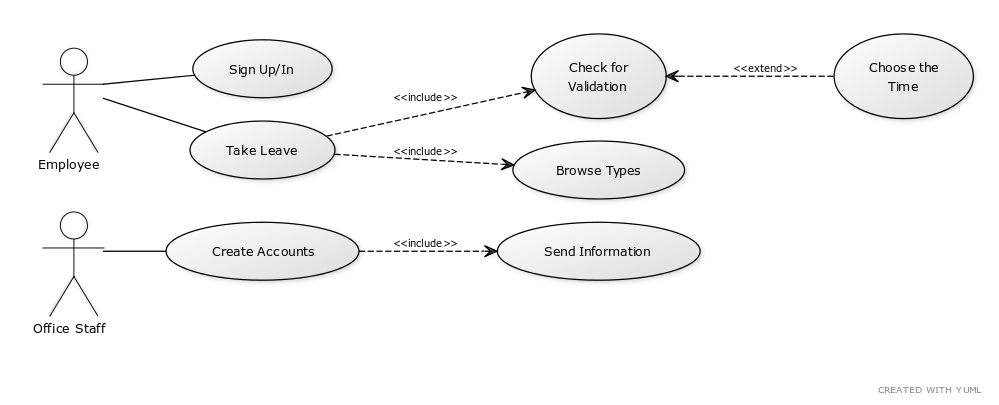 Sign Up/In
Check for
Validation
<<extend>>
Choose the
Time
<<include>>
Employee
Take Leave
<<include>>
Browse Types
Create Accounts
<<include>>
Send Information
Office Staff
CREATED WITH YUML